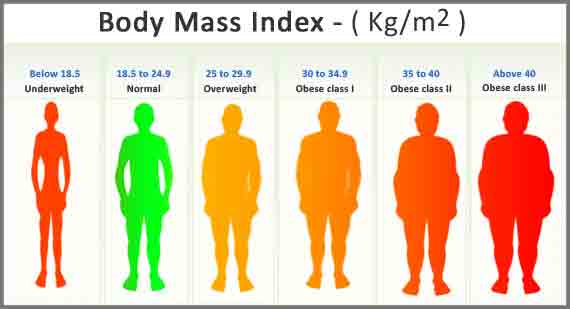 Body Mass Index - ( Kg/m2 )
Below 18.5
Underweight
18.5 to 24.9
Normal
25 to 29.9
Overweight
30 to 34.9
Obese class I
35 to 40
Obese class II
Above 40
Obese class III